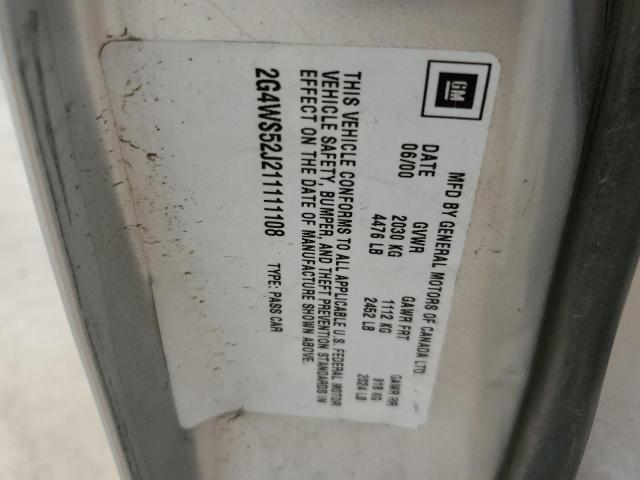 GM
MFD BY GENERAL MOTORS OF CANADA LTD.
DATE GVWR GAWR FRT GAWR RR
06/00 2030 KG 1112 KG 918 KG
4476 LB 2452 LB 2024 LB
THIS VEHICLE CONFORMS TO ALL APPLICABLE U.S. FEDERAL MOTOR
VEHICLE SAFETY, BUMPER, AND THEFT PREVENTION STANDARDS IN
EFFECT ON THE DATE OF MANUFACTURE SHOWN ABOVE.
2G4WS52J211111108 TYPE: PASS CAR